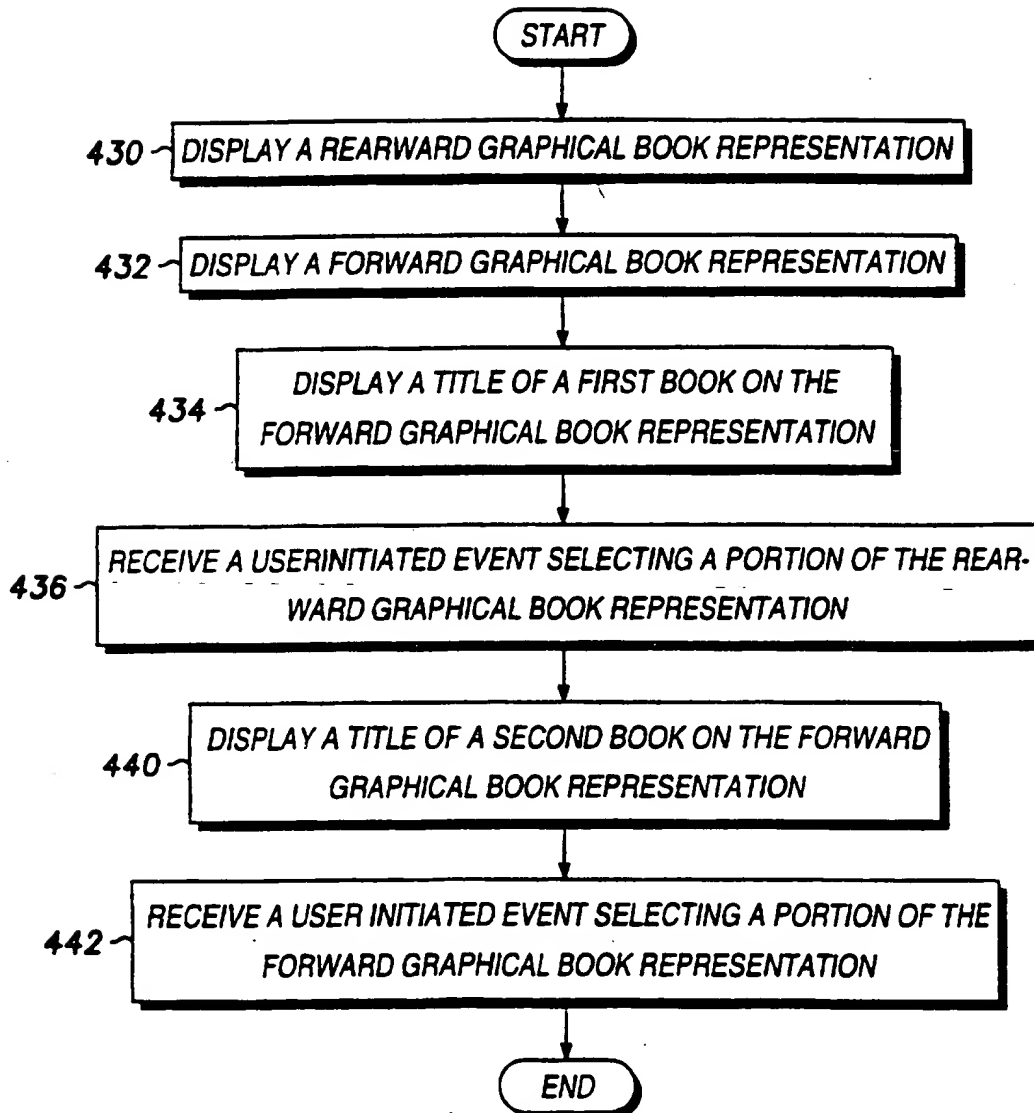 START
430 DISPLAY A REARWARD GRAPHICAL BOOK REPRESENTATION
432 DISPLAY A FORWARD GRAPHICAL BOOK REPRESENTATION
DISPLAY A TITLE OF A FIRST BOOK ON THE
434
FORWARD GRAPHICAL BOOK REPRESENTATION
RECEIVE A USERINITIATED EVENT SELECTING A PORTION OF THE REAR-
436
WARD GRAPHICAL BOOK REPRESENTATION
DISPLAY A TITLE OF A SECOND BOOK ON THE FORWARD
440
GRAPHICAL BOOK REPRESENTATION
RECEIVE A USER INITIATED EVENT SELECTING A PORTION OF THE
442
FORWARD GRAPHICAL BOOK REPRESENTATION
END